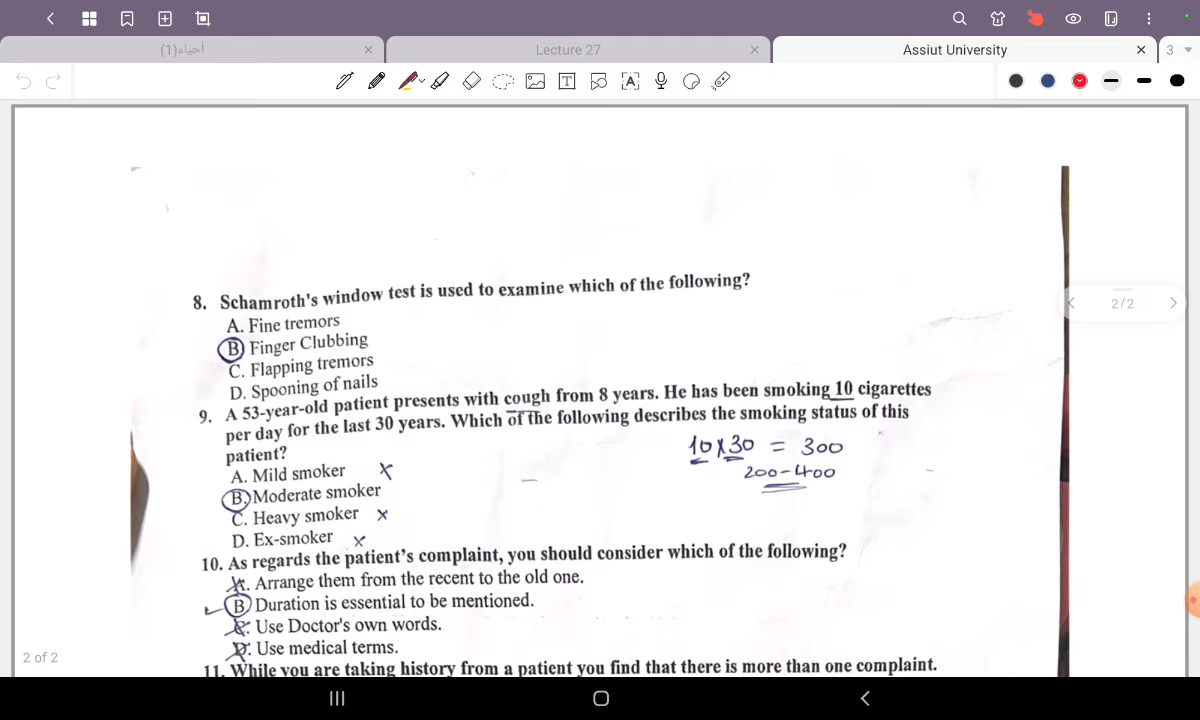 أحياء(1)
Lecture 27
Assiut University
3
8. Schamroth's window test is used to examine which of the following?
A. Fine tremors
B Finger Clubbing
C. Flapping tremors
D. Spooning of nails
9. A 53-year-old patient presents with cough from 8 years. He has been smoking 10 cigarettes
per day for the last 30 years. Which of the following describes the smoking status of this
patient?
10 x 30 = 300
200-400
A. Mild smoker x
B. Moderate smoker
C. Heavy smoker x
D. Ex-smoker x
10. As regards the patient's complaint, you should consider which of the following?
A. Arrange them from the recent to the old one.
B Duration is essential to be mentioned.
C. Use Doctor's own words.
D. Use medical terms.
11. While you are taking history from a patient you find that there is more than one complaint.
2/2
2 of 2